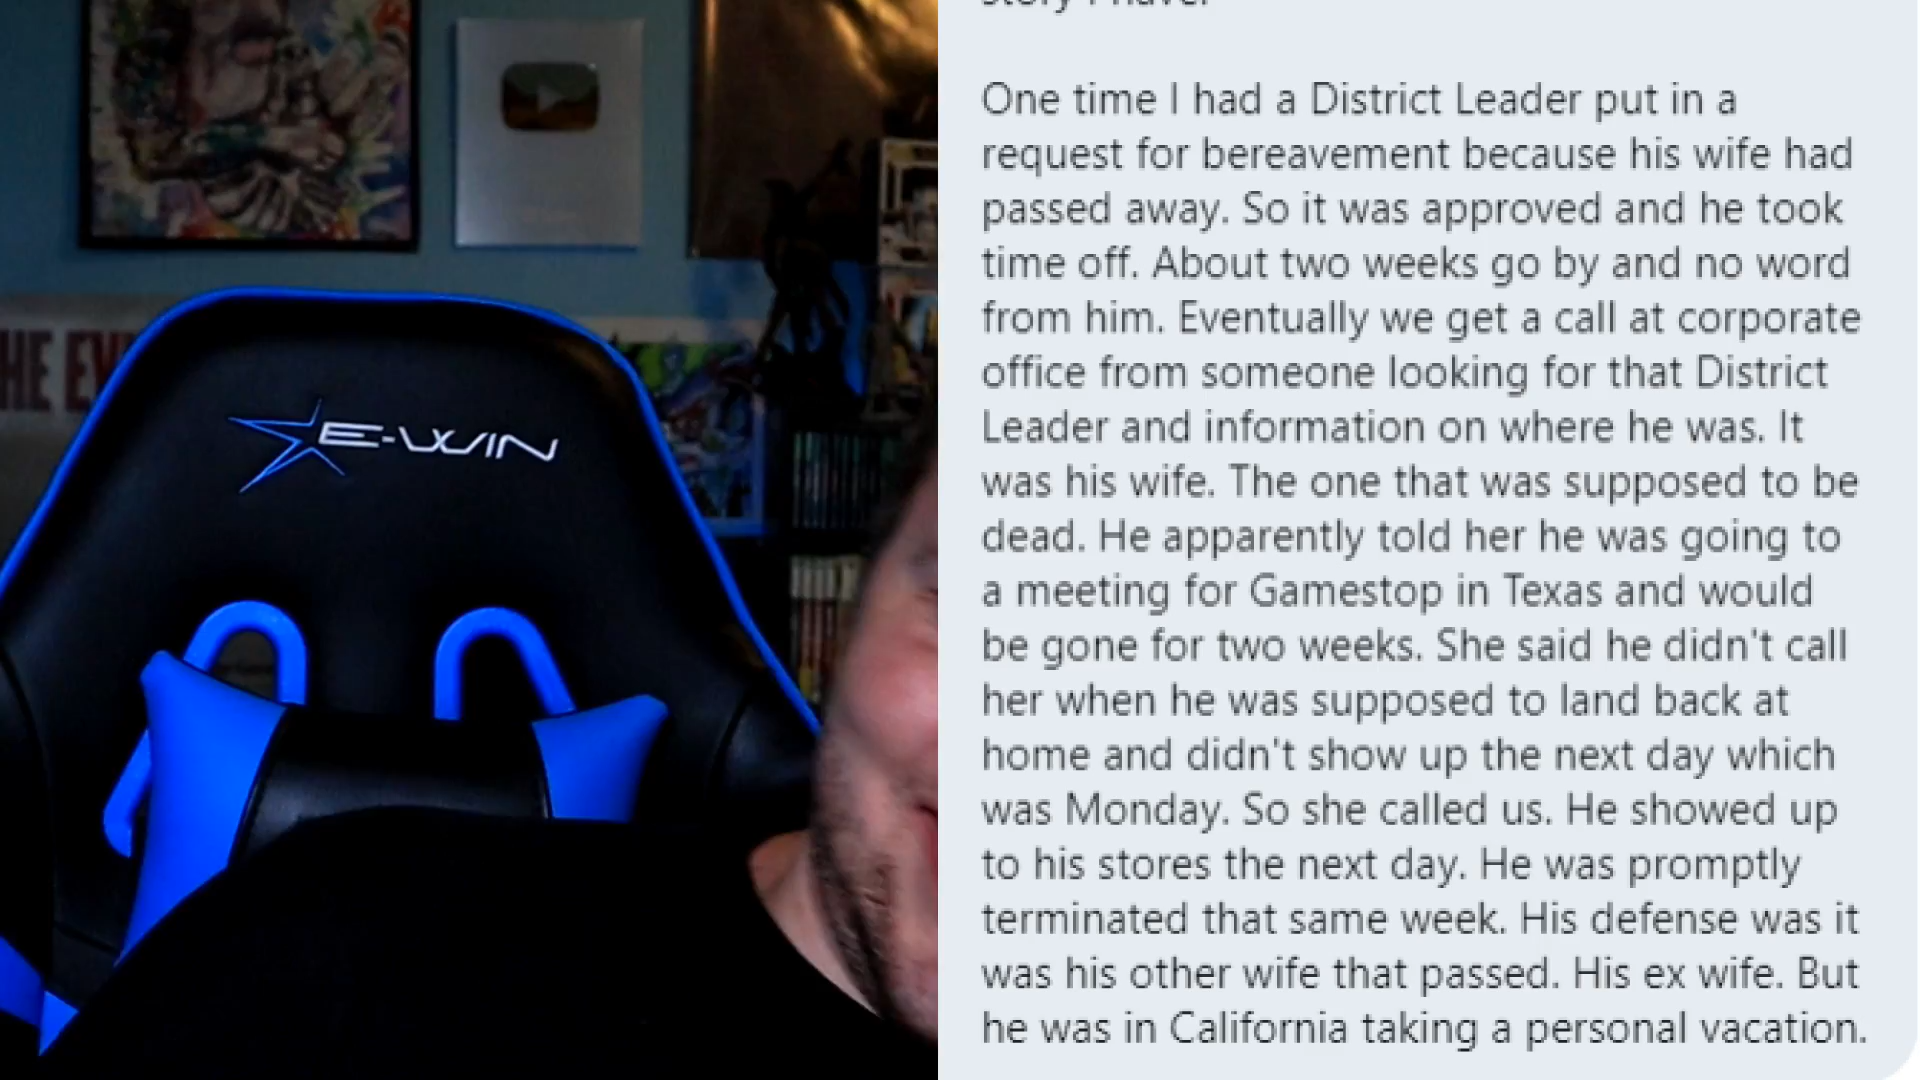 HE EV
E-WIN
story I have.
One time I had a District Leader put in a
request for bereavement because his wife had
passed away. So it was approved and he took
time off. About two weeks go by and no word
from him. Eventually we get a call at corporate
office from someone looking for that District
Leader and information on where he was. It
was his wife. The one that was supposed to be
dead. He apparently told her he was going to
a meeting for Gamestop in Texas and would
be gone for two weeks. She said he didn't call
her when he was supposed to land back at
home and didn't show up the next day which
was Monday. So she called us. He showed up
to his stores the next day. He was promptly
terminated that same week. His defense was it
was his other wife that passed. His ex wife. But
he was in California taking a personal vacation.